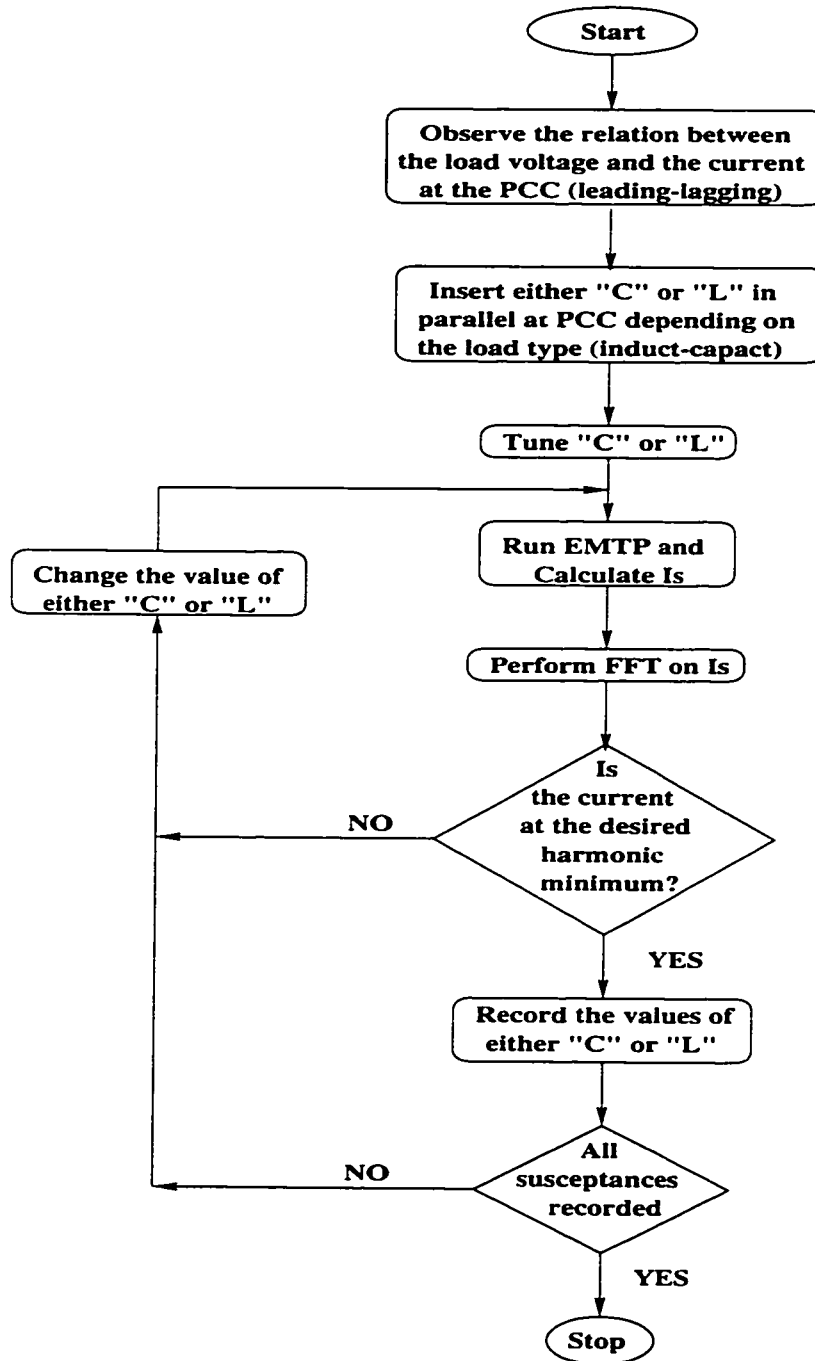 Start
Observe the relation between
the load voltage and the current
at the PCC (leading-lagging)
Insert either "C" or "L" in
parallel at PCC depending on
the load type (induct-capact)
Tune "C" or "L"
Run EMTP and
Calculate Is
Change the value of
either "C" or "L"
Perform FFT on Is
Is
the current
at the desired
harmonic
minimum?
NO
YES
Record the values of
either "C" or "L"
All
susceptances
recorded
NO
YES
Stop